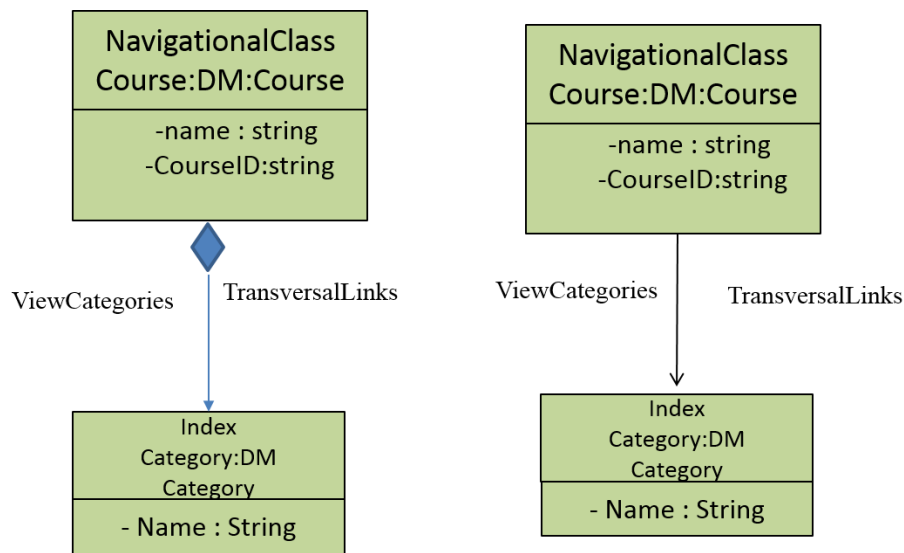 NavigationalClass
Course:DM:Course
-name : string
-CourseID:string
ViewCategories
TransversalLinks
Index
Category:DM
Category
- Name : String
NavigationalClass
Course:DM:Course
-name : string
-CourseID:string
ViewCategories
TransversalLinks
Index
Category:DM
Category
- Name : String